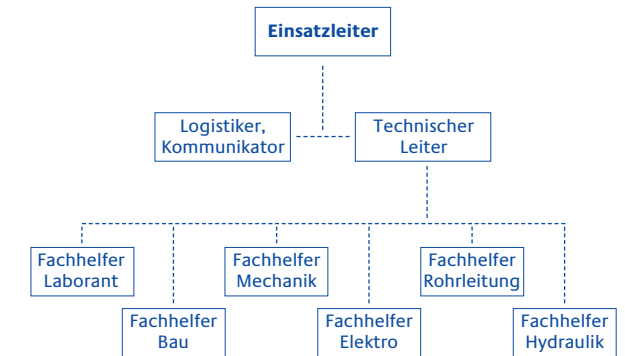 Einsatzleiter
Logistiker,
Kommunikator
Technischer
Leiter
Fachhelfer
Laborant
Fachhelfer
Mechanik
Fachhelfer
Rohrleitung
Fachhelfer
Bau
Fachhelfer
Elektro
Fachhelfer
Hydraulik